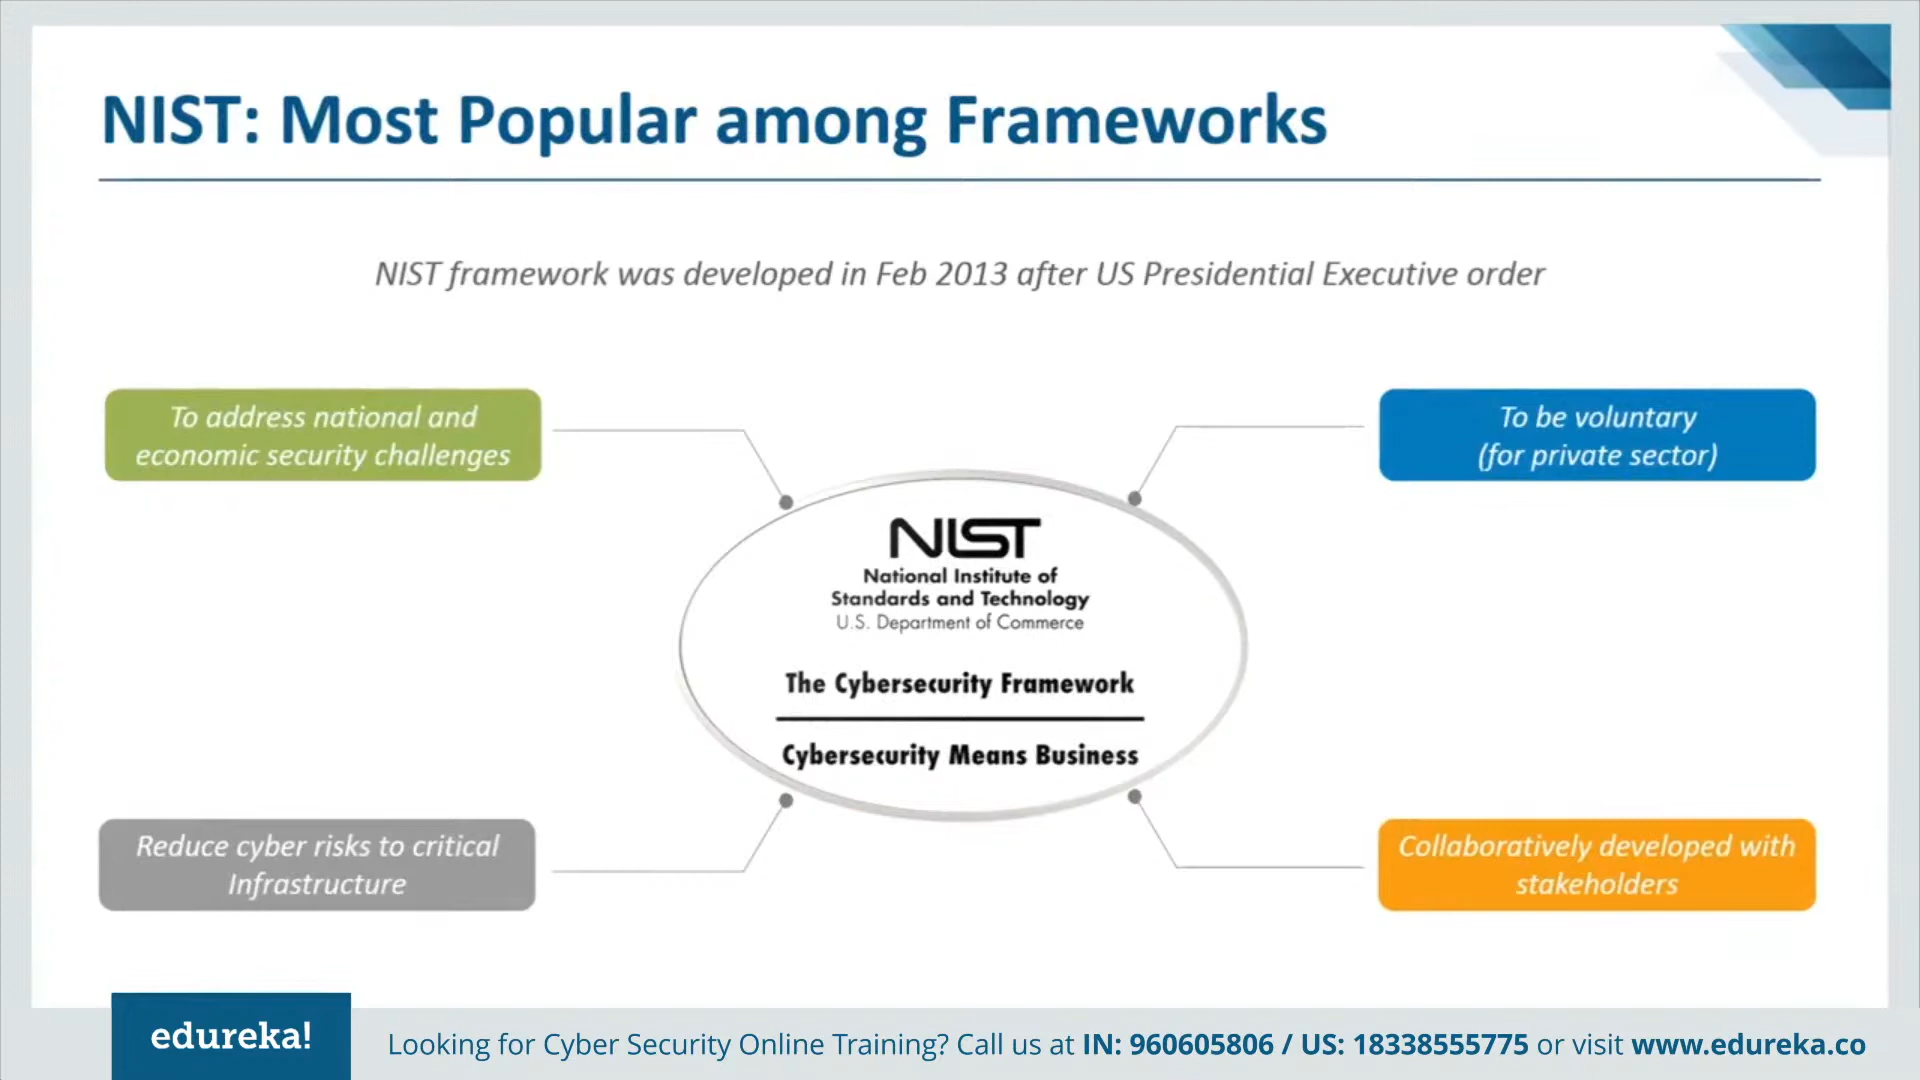 NIST: Most Popular among Frameworks
NIST framework was developed in Feb 2013 after US Presidential Executive order
To address national and
economic security challenges
To be voluntary
(for private sector)
NIST
National Institute of
Standards and Technology
U.S. Department of Commerce
The Cybersecurity Framework
Cybersecurity Means Business
Reduce cyber risks to critical
Infrastructure
Collaboratively developed with
stakeholders
edureka!
Looking for Cyber Security Online Training? Call us at IN: 960605806 / US: 18338555775 or visit www.edureka.co